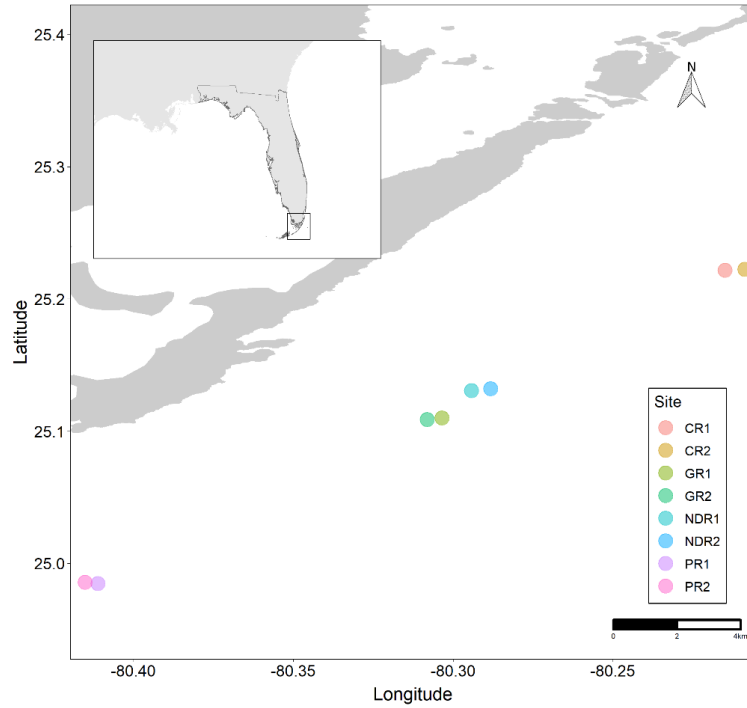 25.4
25.3
25.2
25.1
25.0
Latitude
N
Site
CR1
CR2
GR1
GR2
NDR1
NDR2
PR1
PR2
0 2 4km
-80.40 -80.35 -80.30 -80.25
Longitude